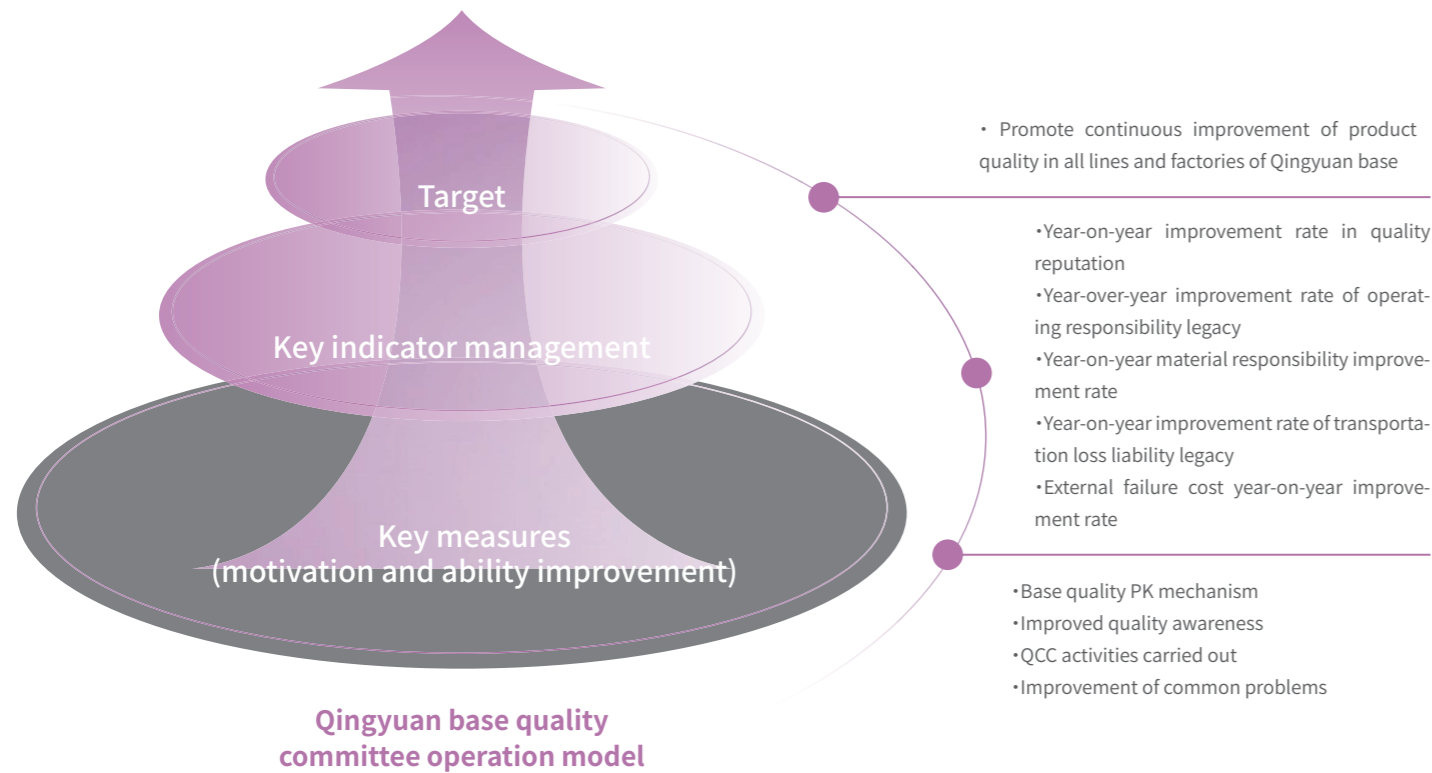 Target
Key indicator management
Key measures
(motivation and ability improvement)
Qingyuan base quality
committee operation model
・ Promote continuous improvement of product
quality in all lines and factories of Qingyuan base
・Year-on-year improvement rate in quality
reputation
・Year-over-year improvement rate of operat-
ing responsibility legacy
・Year-on-year material responsibility improve-
ment rate
・Year-on-year improvement rate of transporta-
tion loss liability legacy
・External failure cost year-on-year improve-
ment rate
・Base quality PK mechanism
・Improved quality awareness
・QCC activities carried out
・Improvement of common problems